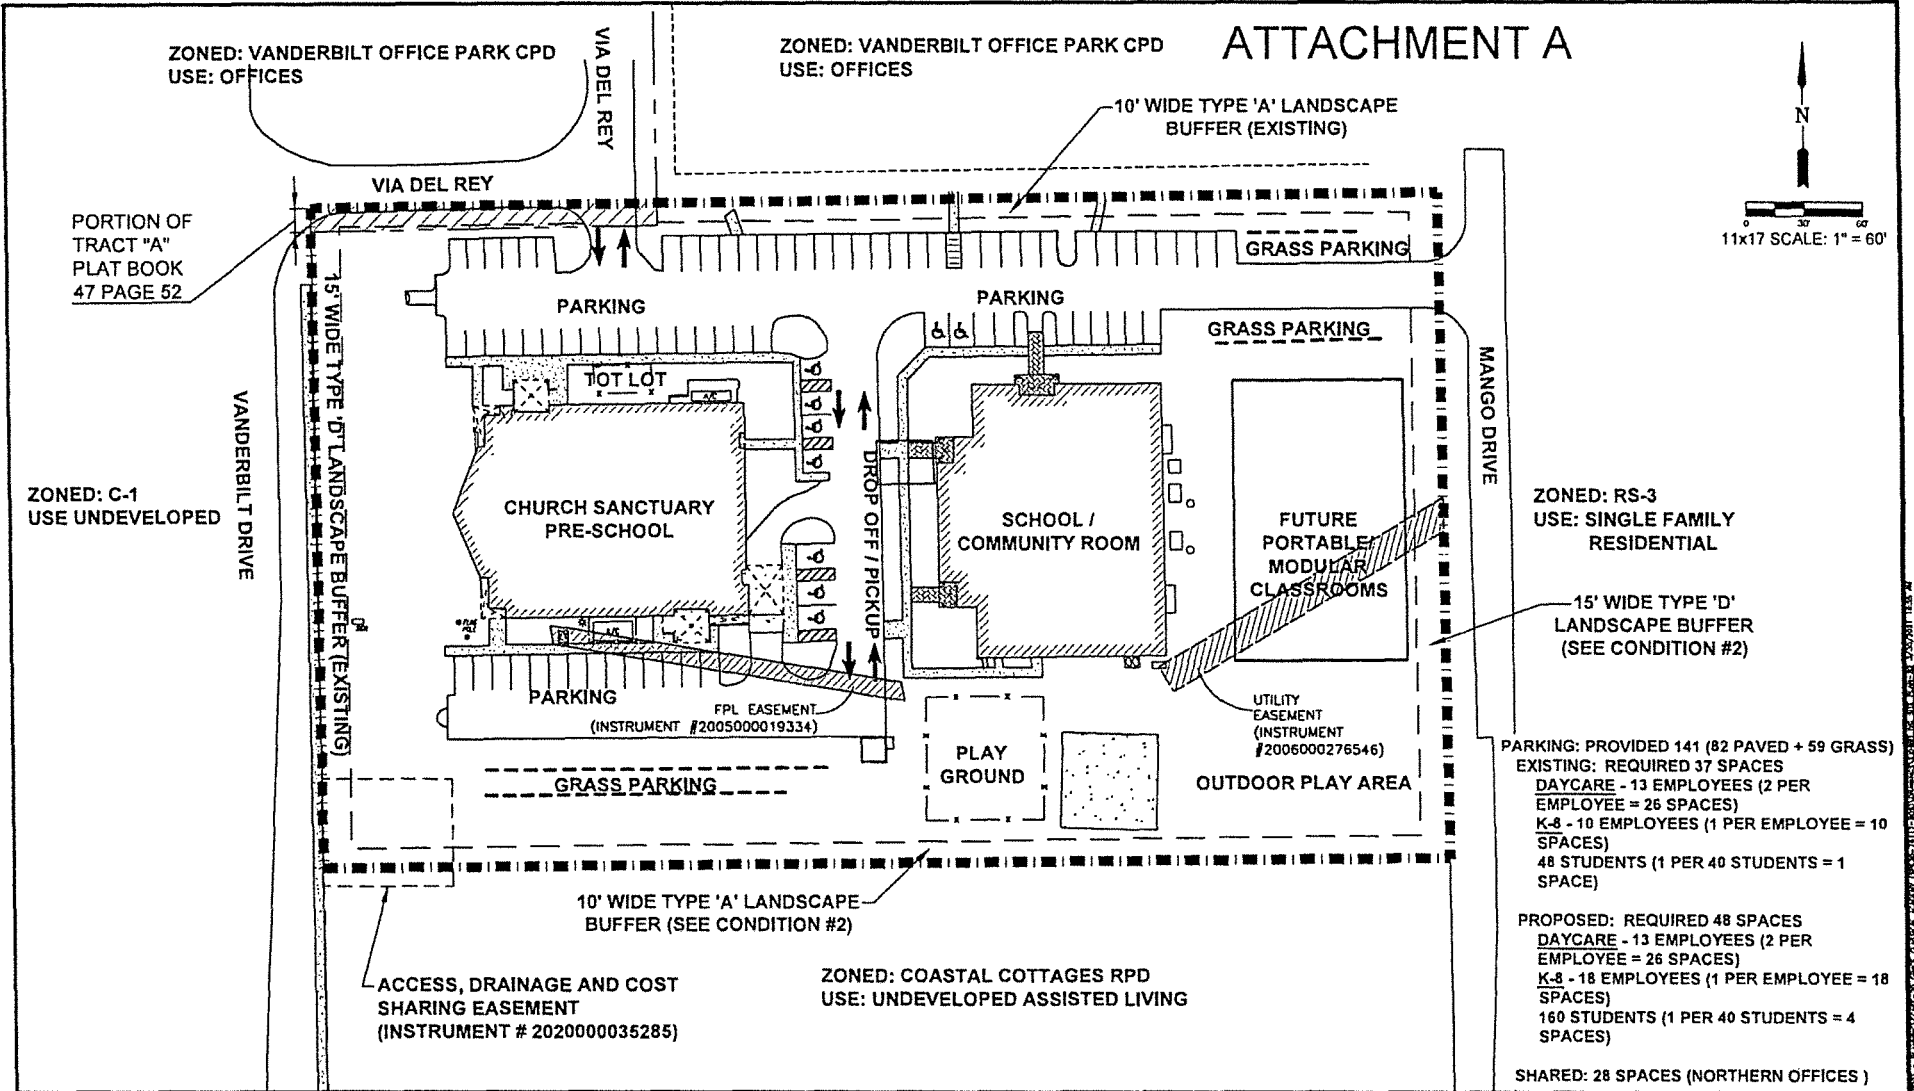 ATTACHMENT A
ZONED: VANDERBILT OFFICE PARK CPD
USE: OFFICES
VIA DEL REY
ZONED: VANDERBILT OFFICE PARK CPD
USE: OFFICES
10' WIDE TYPE 'A' LANDSCAPE
BUFFER (EXISTING)
N
0 30' 60'
11x17 SCALE: 1" = 60'
VIA DEL REY
PORTION OF
TRACT "A"
PLAT BOOK
47 PAGE 52
GRASS PARKING
PARKING
PARKING
GRASS PARKING
15' WIDE TYPE 'D' LANDSCAPE BUFFER (EXISTING)
TOT LOT
A/C
VANDERBILT DRIVE
MANGO DRIVE
DROP OFF / PICKUP
ZONED: C-1
USE UNDEVELOPED
CHURCH SANCTUARY
PRE-SCHOOL
SCHOOL /
COMMUNITY ROOM
FUTURE
PORTABLE/
MODULAR
CLASSROOMS
ZONED: RS-3
USE: SINGLE FAMILY
RESIDENTIAL
15' WIDE TYPE 'D'
LANDSCAPE BUFFER
(SEE CONDITION #2)
A/C
PARKING
FPL EASEMENT
(INSTRUMENT #2005000019334)
UTILITY
EASEMENT
(INSTRUMENT
#2006000276546)
PLAY
GROUND
OUTDOOR PLAY AREA
GRASS PARKING
PARKING: PROVIDED 141 (82 PAVED + 59 GRASS)
EXISTING: REQUIRED 37 SPACES
DAYCARE - 13 EMPLOYEES (2 PER
EMPLOYEE = 26 SPACES)
K-8 - 10 EMPLOYEES (1 PER EMPLOYEE = 10
SPACES)
48 STUDENTS (1 PER 40 STUDENTS = 1
SPACE)
PROPOSED: REQUIRED 48 SPACES
DAYCARE - 13 EMPLOYEES (2 PER
EMPLOYEE = 26 SPACES)
K-8 - 18 EMPLOYEES (1 PER EMPLOYEE = 18
SPACES)
160 STUDENTS (1 PER 40 STUDENTS = 4
SPACES)
SHARED: 28 SPACES (NORTHERN OFFICES )
10' WIDE TYPE 'A' LANDSCAPE
BUFFER (SEE CONDITION #2)
ACCESS, DRAINAGE AND COST
SHARING EASEMENT
(INSTRUMENT # 2020000035285)
ZONED: COASTAL COTTAGES RPD
USE: UNDEVELOPED ASSISTED LIVING